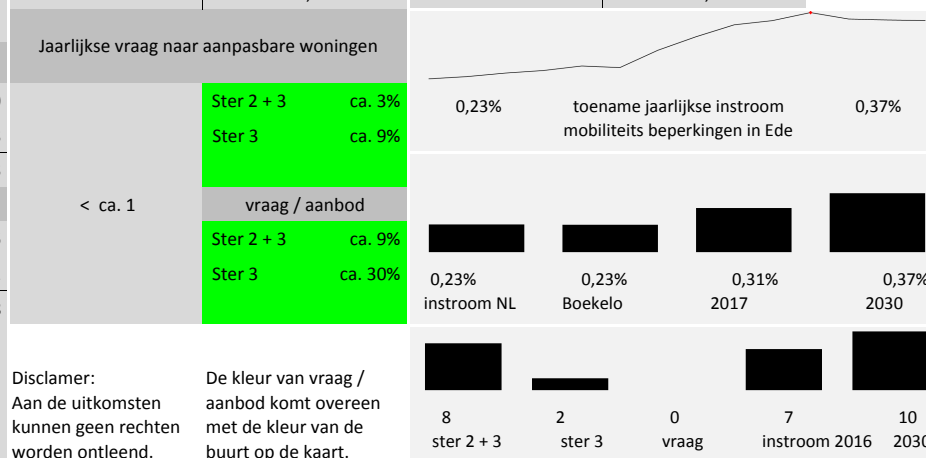 Jaarlijkse vraag naar aanpasbare woningen
Ster 2 + 3 ca. 3%
Ster 3 ca. 9%
< ca. 1
vraag / aanbod
Ster 2 + 3 ca. 9%
Ster 3 ca. 30%
Disclamer:
Aan de uitkomsten
kunnen geen rechten
worden ontleend.
De kleur van vraag /
aanbod komt overeen
met de kleur van de
buurt op de kaart.
0,23% toename jaarlijkse instroom 0,37%
mobiliteits beperkingen in Ede
0,23% 0,23% 0,31% 0,37%
instroom NL Boekelo 2017 2030
8 2 0 7 10
ster 2 + 3 ster 3 vraag instroom 2016 2030